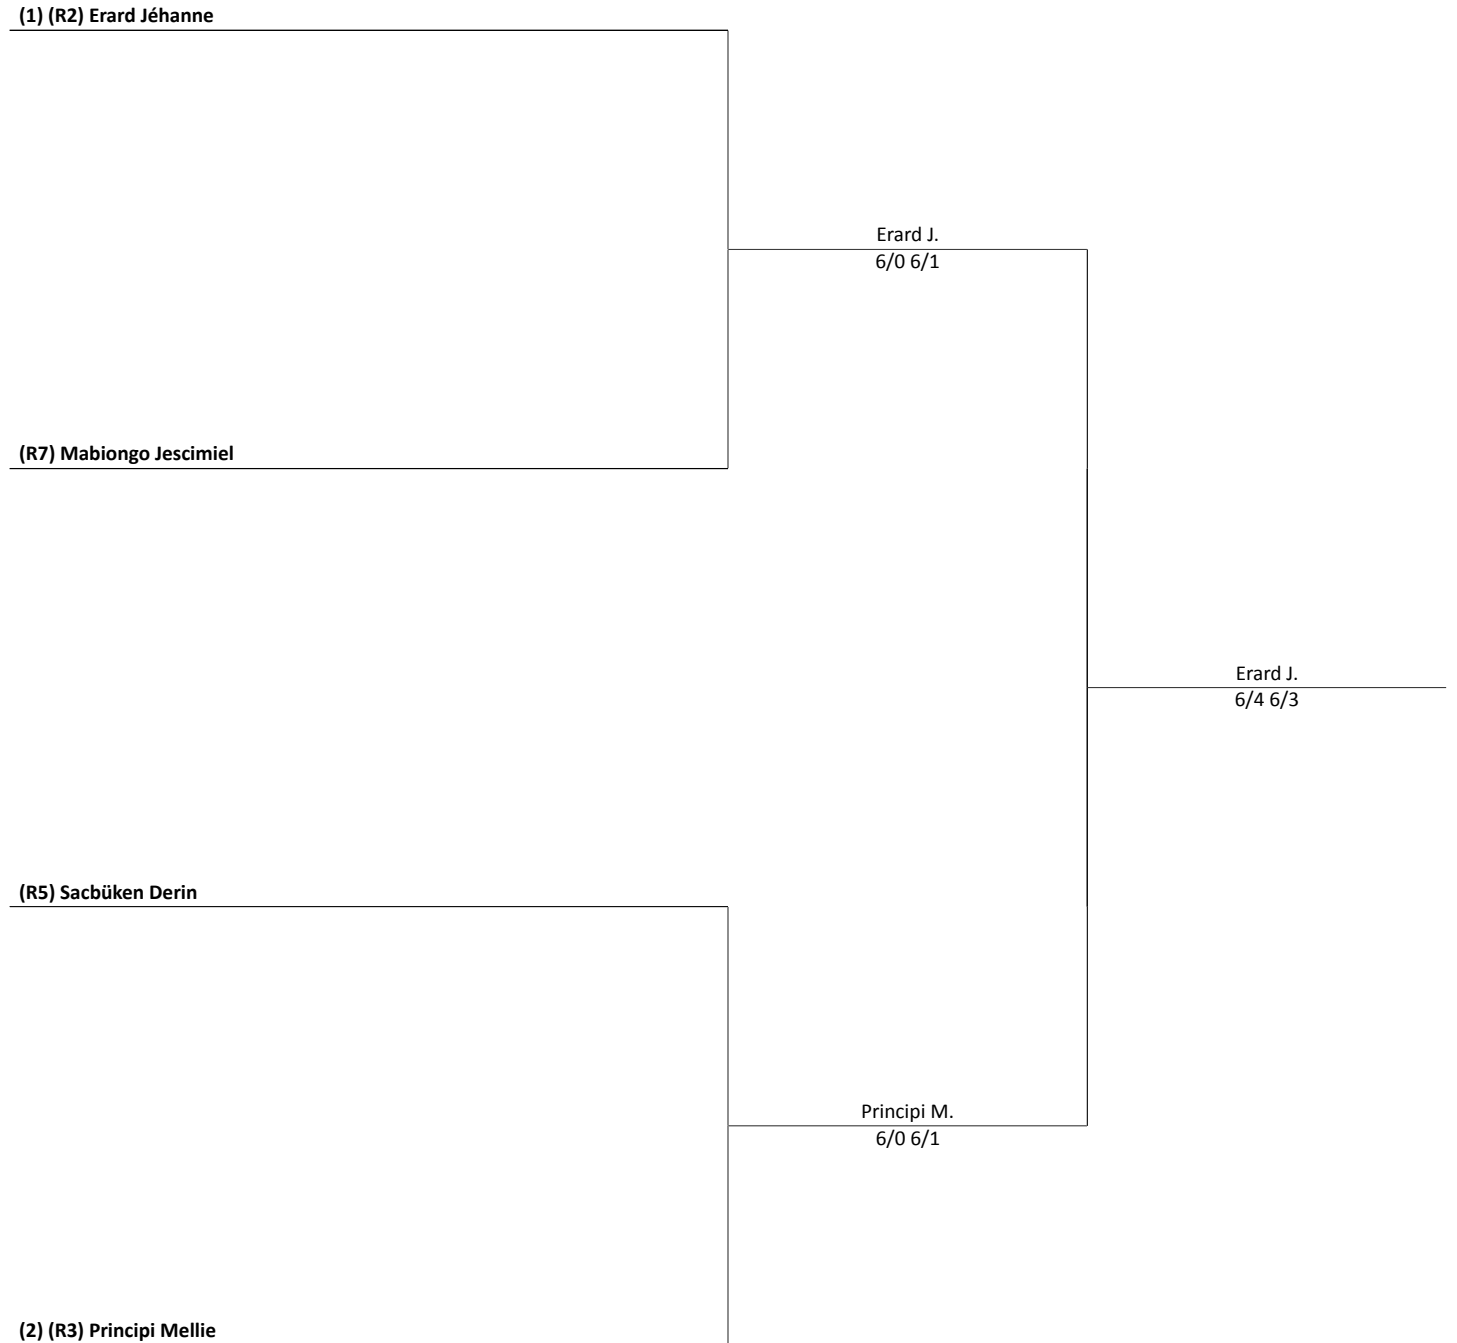 (1) (R2) Erard Jéhanne
Erard J.
6/0 6/1
(R7) Mabiongo Jescimiel
Erard J.
6/4 6/3
(R5) Sacbüken Derin
Principi M.
6/0 6/1
(2) (R3) Principi Mellie